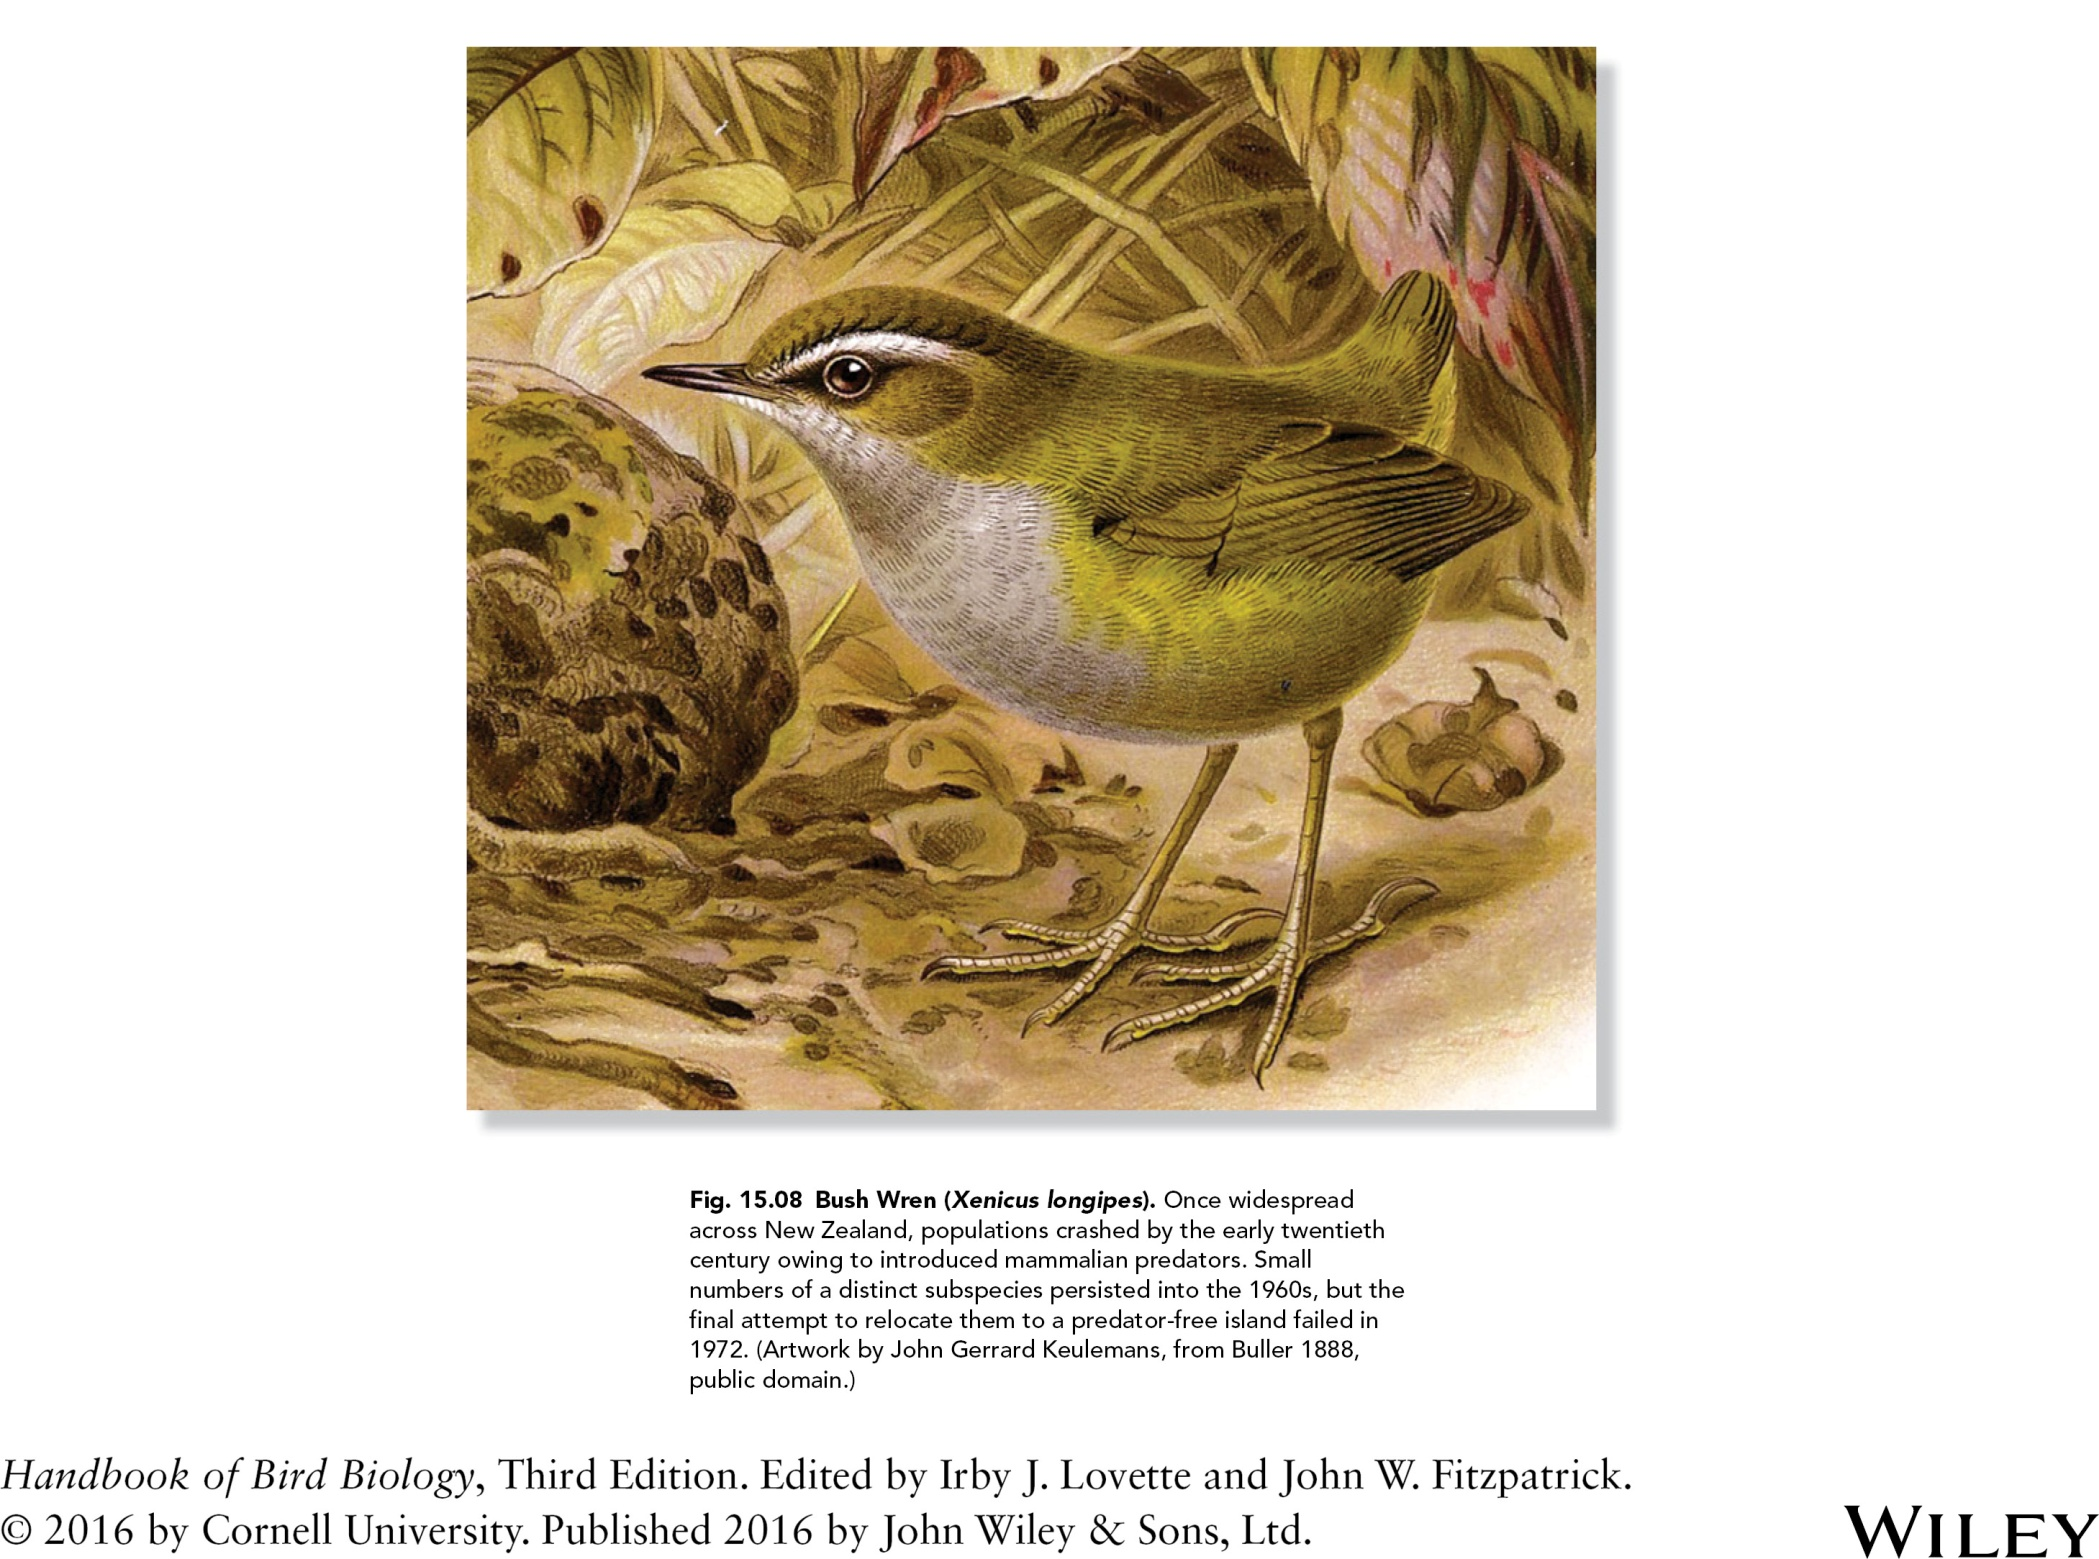 Fig. 15.08 Bush Wren (Xenicus longipes). Once widespread
across New Zealand, populations crashed by the early twentieth
century owing to introduced mammalian predators. Small
numbers of a distinct subspecies persisted into the 1960s, but the
final attempt to relocate them to a predator-free island failed in
1972. (Artwork by John Gerrard Keulemans, from Buller 1888,
public domain.)
Handbook of Bird Biology, Third Edition. Edited by Irby J. Lovette and John W. Fitzpatrick.
© 2016 by Cornell University. Published 2016 by John Wiley & Sons, Ltd.
WILEY